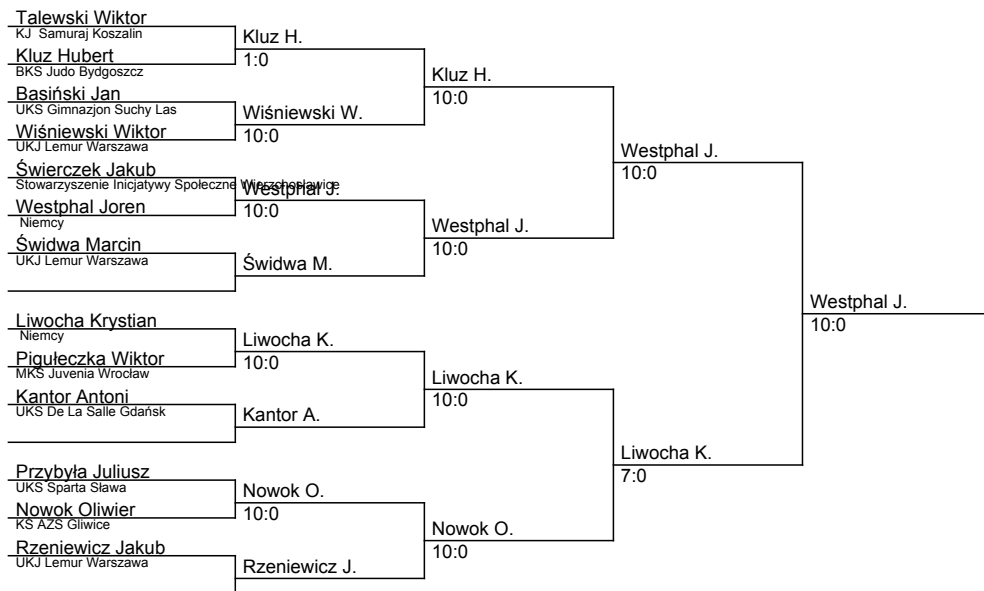 Talewski Wiktor
KJ Samuraj Koszalin
Kluz Hubert
BKS Judo Bydgoszcz
Basiński Jan
UKS Gimnazjon Suchy Las
Wiśniewski Wiktor
UKJ Lemur Warszawa
Świerczek Jakub
Stowarzyszenie Inicjatywy Społeczne Wierzchosławice
Westphal Joren
Niemcy
Świdwa Marcin
UKJ Lemur Warszawa
Liwocha Krystian
Niemcy
Pigułeczka Wiktor
MKS Juvenia Wrocław
Kantor Antoni
UKS De La Salle Gdańsk
Przybyła Juliusz
UKS Sparta Sława
Nowok Oliwier
KS AZS Gliwice
Rzeniewicz Jakub
UKJ Lemur Warszawa
Kluz H.
1:0
Wiśniewski W.
10:0
Westphal J.
10:0
Świdwa M.
Liwocha K.
10:0
Kantor A.
Nowok O.
10:0
Rzeniewicz J.
Kluz H.
10:0
Westphal J.
10:0
Liwocha K.
10:0
Nowok O.
10:0
Westphal J.
10:0
Liwocha K.
7:0
Westphal J.
10:0